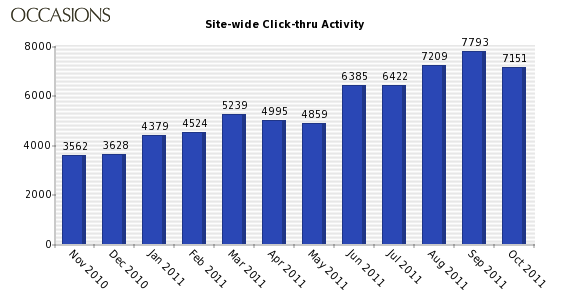 OCCASIONS
Site-wide Click-thru Activity
8000
6000
4000
2000
0
3562
3628
4379
4524
5239
4995
4859
6385
6422
7209
7793
7151
Nov 2010
Dec 2010
Jan 2011
Feb 2011
Mar 2011
Apr 2011
May 2011
Jun 2011
Jul 2011
Aug 2011
Sep 2011
Oct 2011